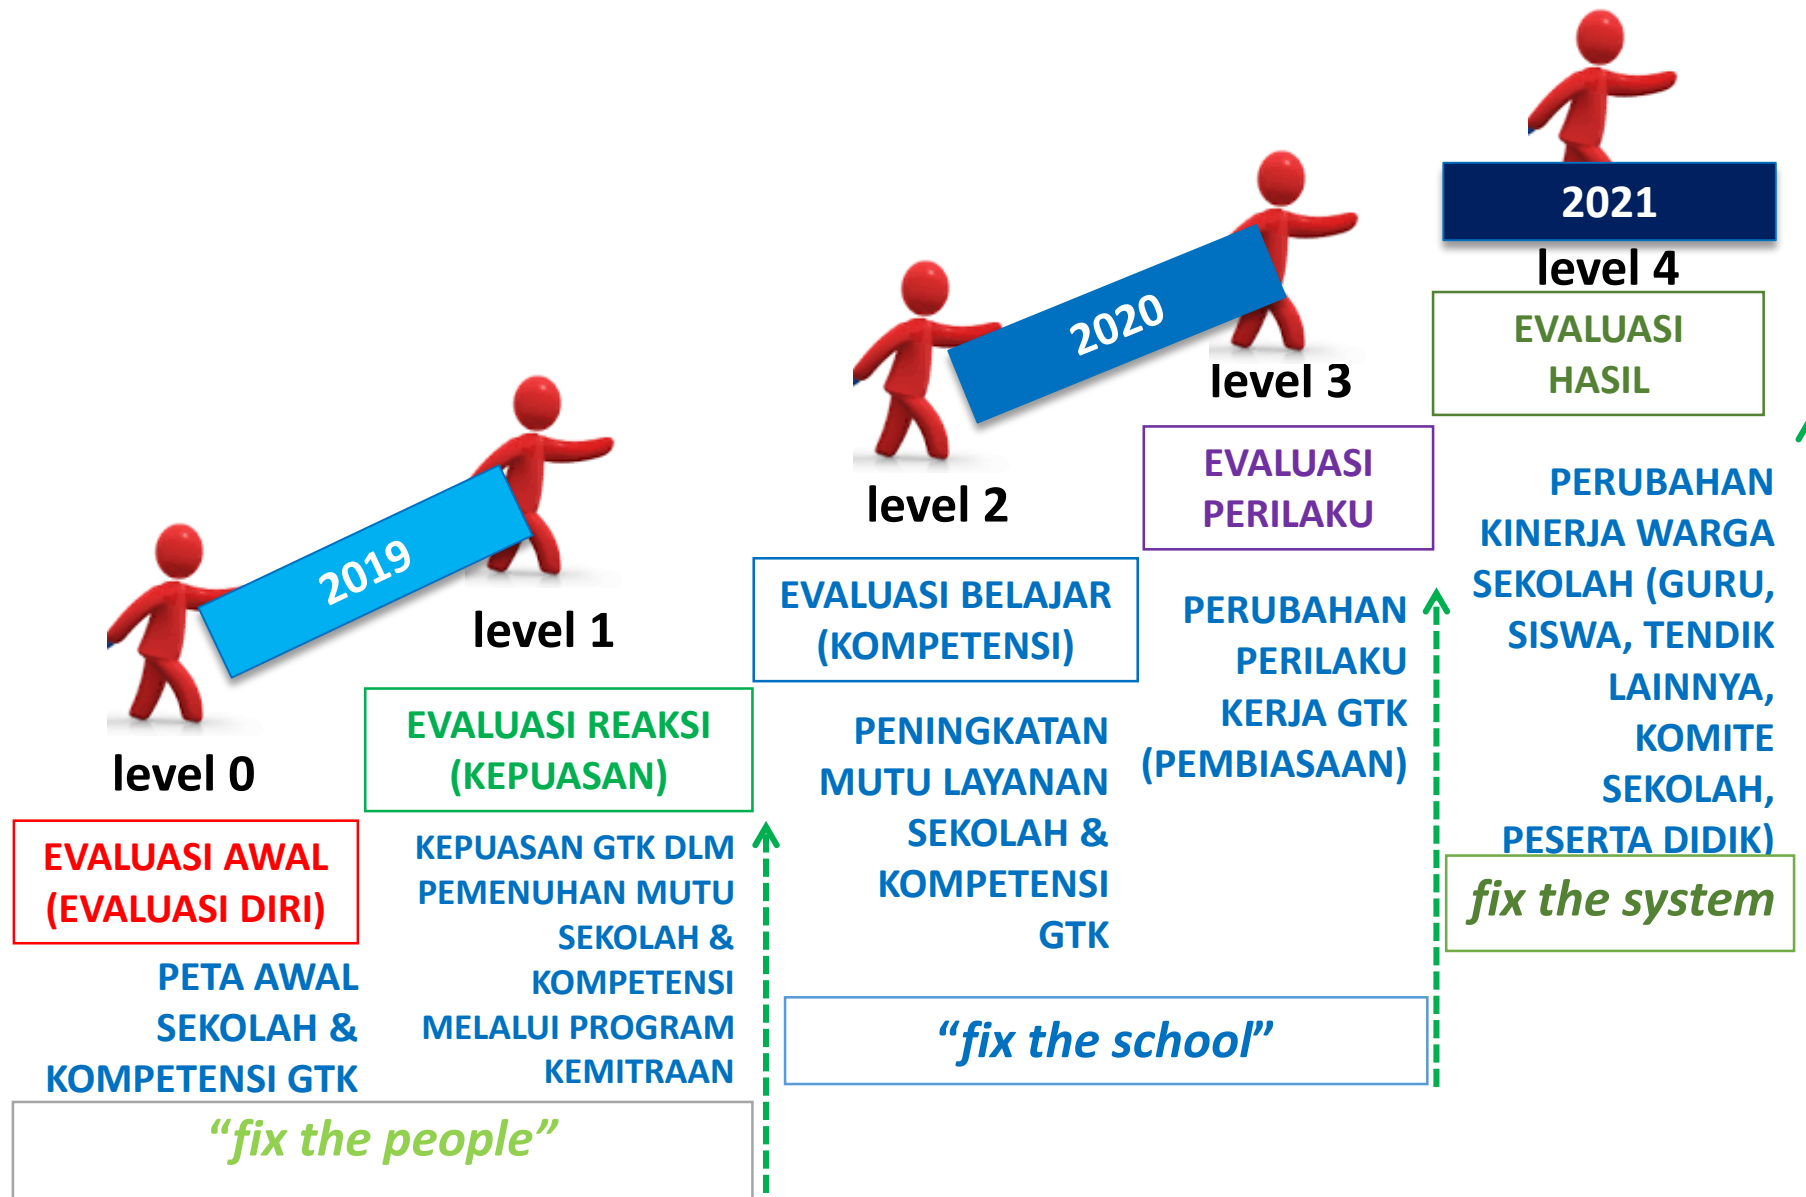 2019
level 0
EVALUASI AWAL
(EVALUASI DIRI)
PETA AWAL
SEKOLAH &
KOMPETENSI GTK
level 1
EVALUASI REAKSI
(KEPUASAN)
KEPUASAN GTK DLM
PEMENUHAN MUTU
SEKOLAH &
KOMPETENSI
MELALUI PROGRAM
KEMITRAAN
“fix the people”
2020
level 2
EVALUASI BELAJAR
(KOMPETENSI)
PENINGKATAN
MUTU LAYANAN
SEKOLAH &
KOMPETENSI
GTK
level 3
EVALUASI
PERILAKU
PERUBAHAN
PERILAKU
KERJA GTK
(PEMBIASAAN)
“fix the school”
2021
level 4
EVALUASI
HASIL
PERUBAHAN
KINERJA WARGA
SEKOLAH (GURU,
SISWA, TENDIK
LAINNYA,
KOMITE
SEKOLAH,
PESERTA DIDIK)
fix the system